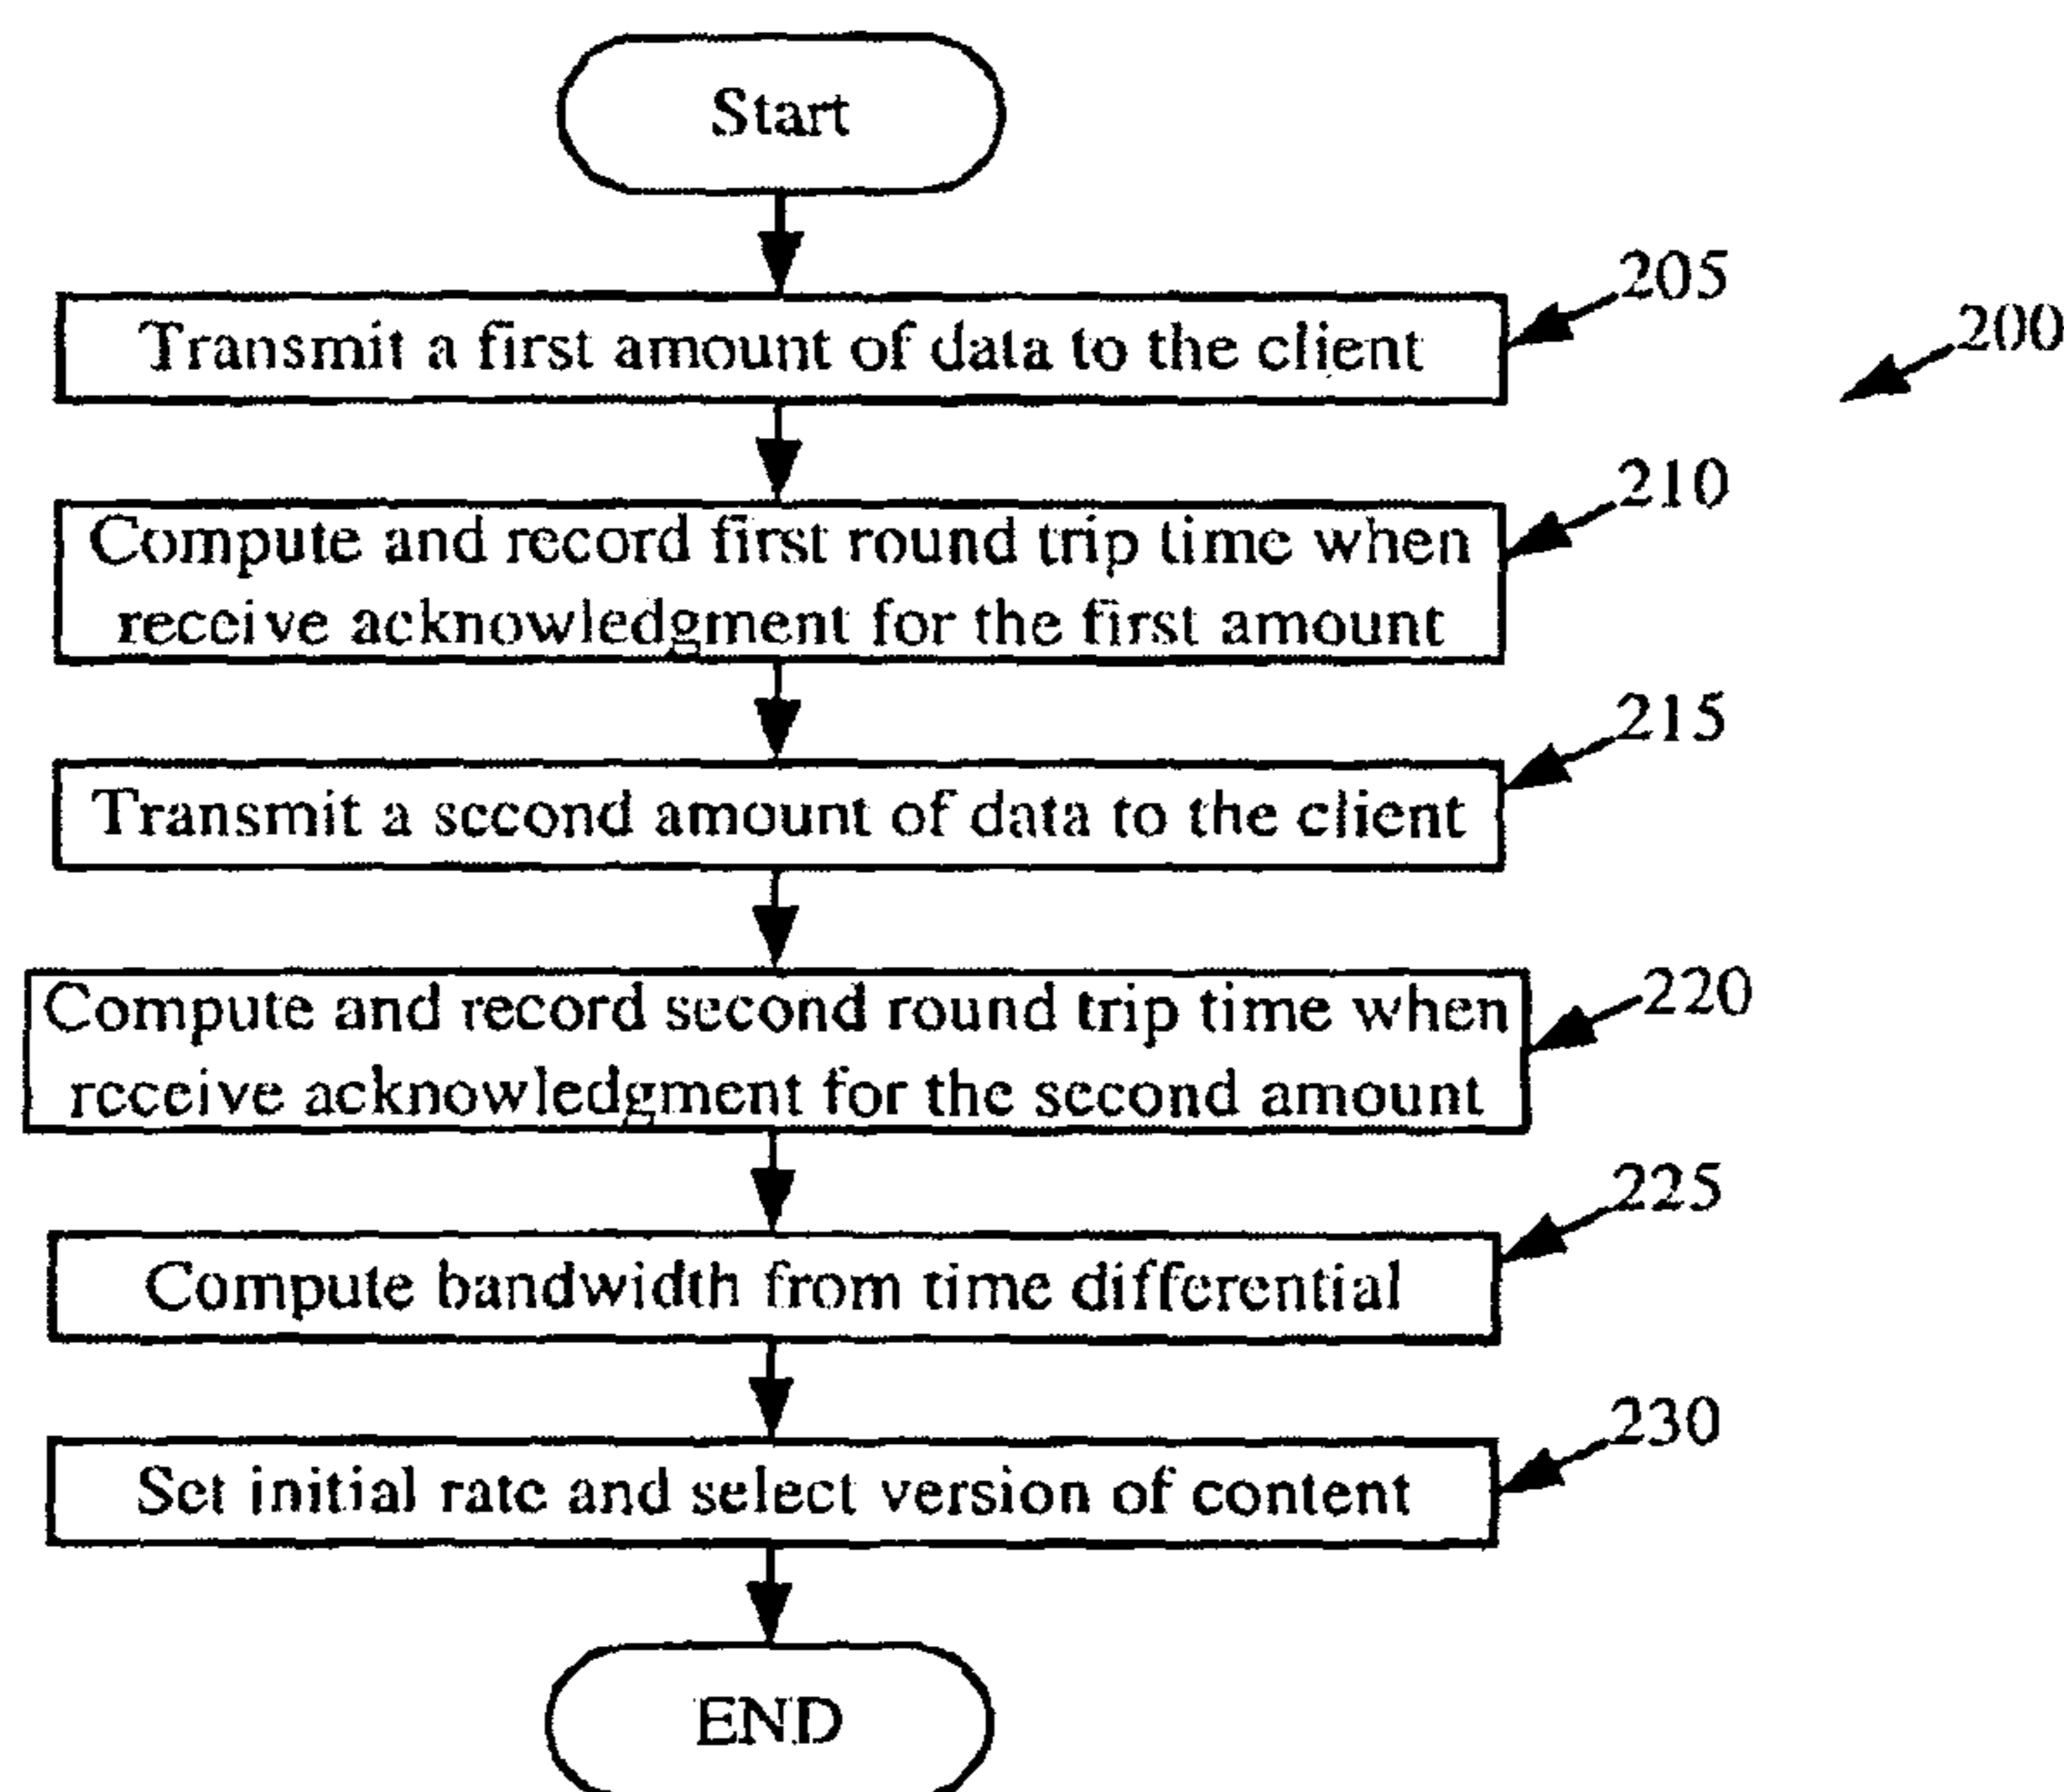 Start
205
Transmit a first amount of data to the client
200
210
Compute and record first round trip time when
receive acknowledgment for the first amount
215
Transmit a second amount of data to the client
220
Compute and record second round trip time when
receive acknowledgment for the second amount
225
Compute bandwidth from time differential
230
Set initial rate and select version of content
END